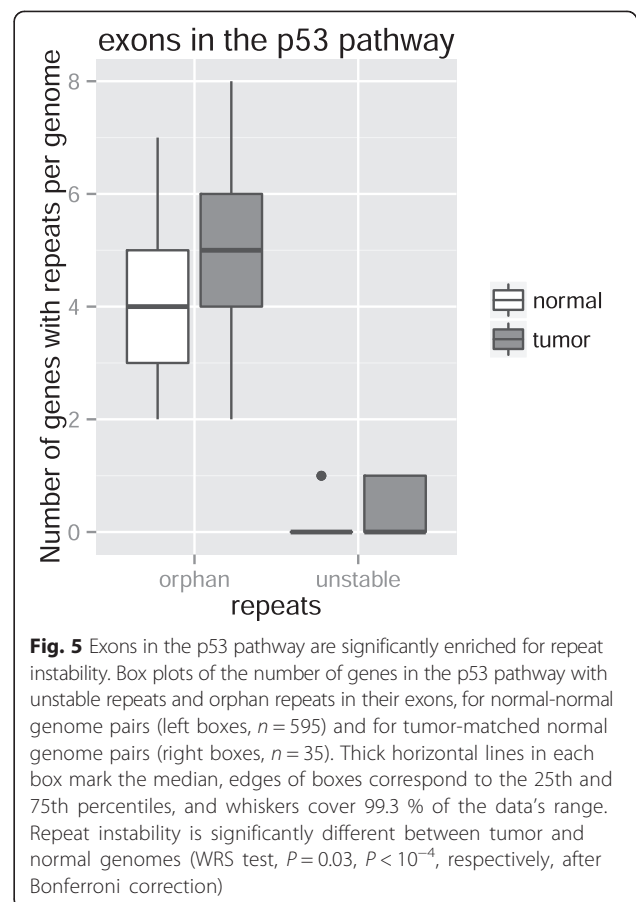 exons in the p53 pathway
Number of genes with repeats per genome
8
6
4
2
0
orphan
unstable
repeats
normal
tumor
Fig. 5 Exons in the p53 pathway are significantly enriched for repeat
instability. Box plots of the number of genes in the p53 pathway with
unstable repeats and orphan repeats in their exons, for normal-normal
genome pairs (left boxes, n = 595) and for tumor-matched normal
genome pairs (right boxes, n = 35). Thick horizontal lines in each
box mark the median, edges of boxes correspond to the 25th and
75th percentiles, and whiskers cover 99.3 % of the data's range.
Repeat instability is significantly different between tumor and
normal genomes (WRS test, P = 0.03, P < 10⁻⁴, respectively, after
Bonferroni correction)